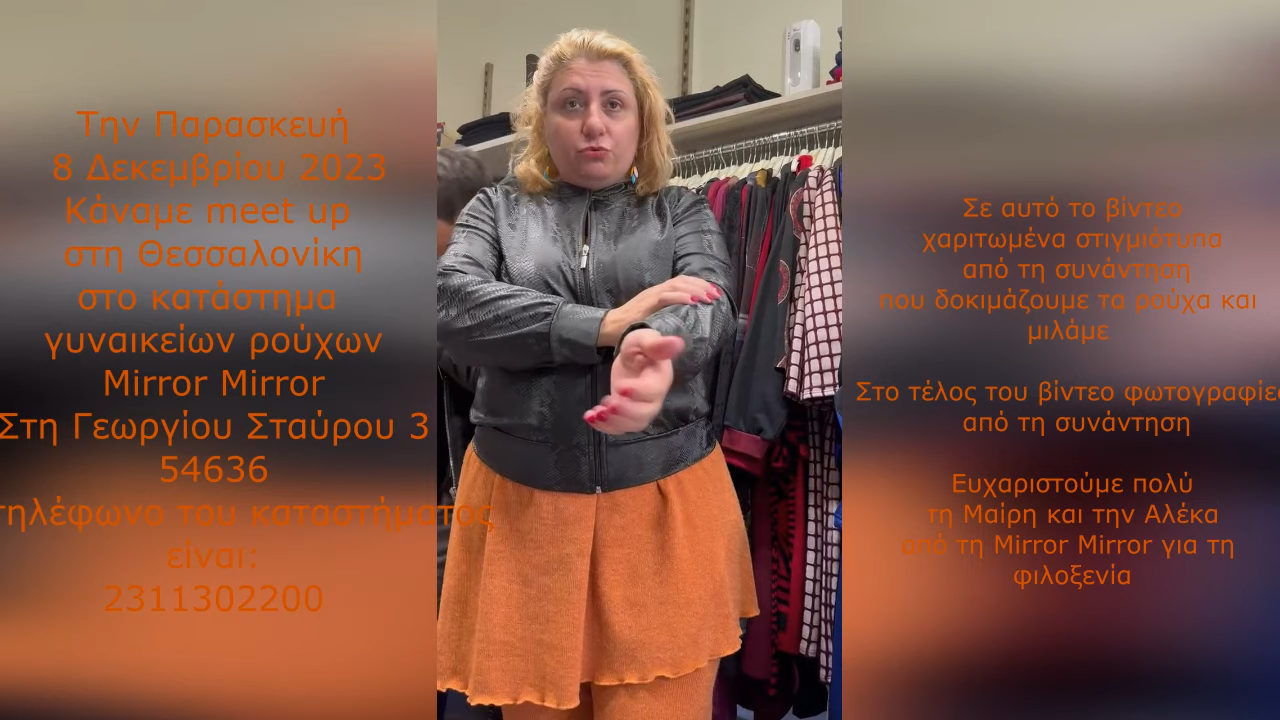 Την Παρασκευή
8 Δεκεμβρίου 2023
Κάναμε meet up
στη Θεσσαλονίκη
στο κατάστημα
γυναικείων ρούχων
Mirror Mirror
Στη Γεωργίου Σταύρου 3
54636
τηλέφωνο του καταστήματος
είναι:
2311302200
Σε αυτό το βίντεο
χαριτωμένα στιγμιότυπα
από τη συνάντηση
που δοκιμάζουμε τα ρούχα και
μιλάμε
Στο τέλος του βίντεο φωτογραφίες
από τη συνάντηση
Ευχαριστούμε πολύ
τη Μαίρη και την Αλέκα
από τη Mirror Mirror για τη
φιλοξενία